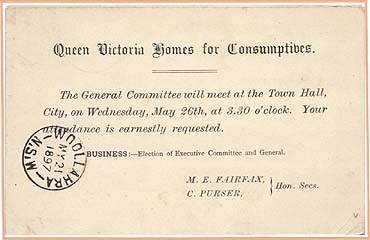 Queen Victoria Homes for Consumptives.
The General Committee will meet at the Town Hall,
City, on Wednesday, May 26th, at 3.30 o'clock. Your
attendance is earnestly requested.
BUSINESS:—Election of Executive Committee and General.
M. E. FAIRFAX,
C. PURSER,
Hon. Secs.
WOOLLAHRA
MY 21
1897
N.S.W